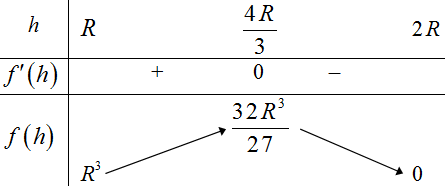 h R 4R/3 2R
f′(h) + 0 −
f(h) R³ 32R³/27 0